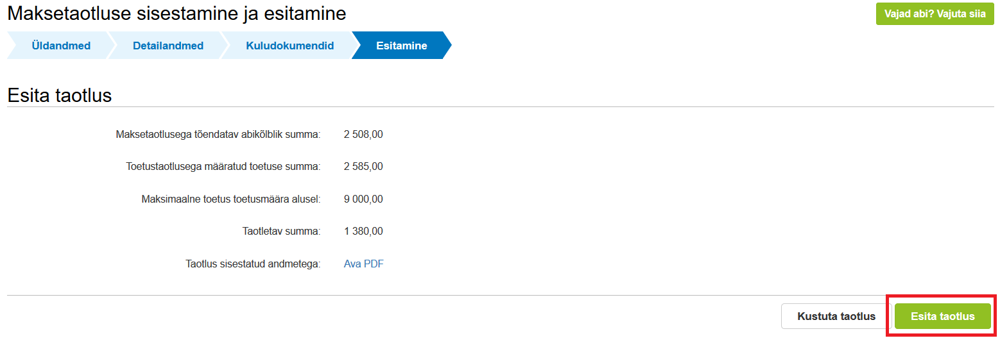 Maksetaotluse sisestamine ja esitamine
Vajad abi? Vajuta siia
Üldandmed
Detailandmed
Kuludokumendid
Esitamine
Esita taotlus
Maksetaotlusega tõendatav abikõlblik summa: 2 508,00
Toetustaotlusega määratud toetuse summa: 2 585,00
Maksimaalne toetus toetusmäära alusel: 9 000,00
Taotletav summa: 1 380,00
Taotlus sisestatud andmetega: Ava PDF
Kustuta taotlus
Esita taotlus